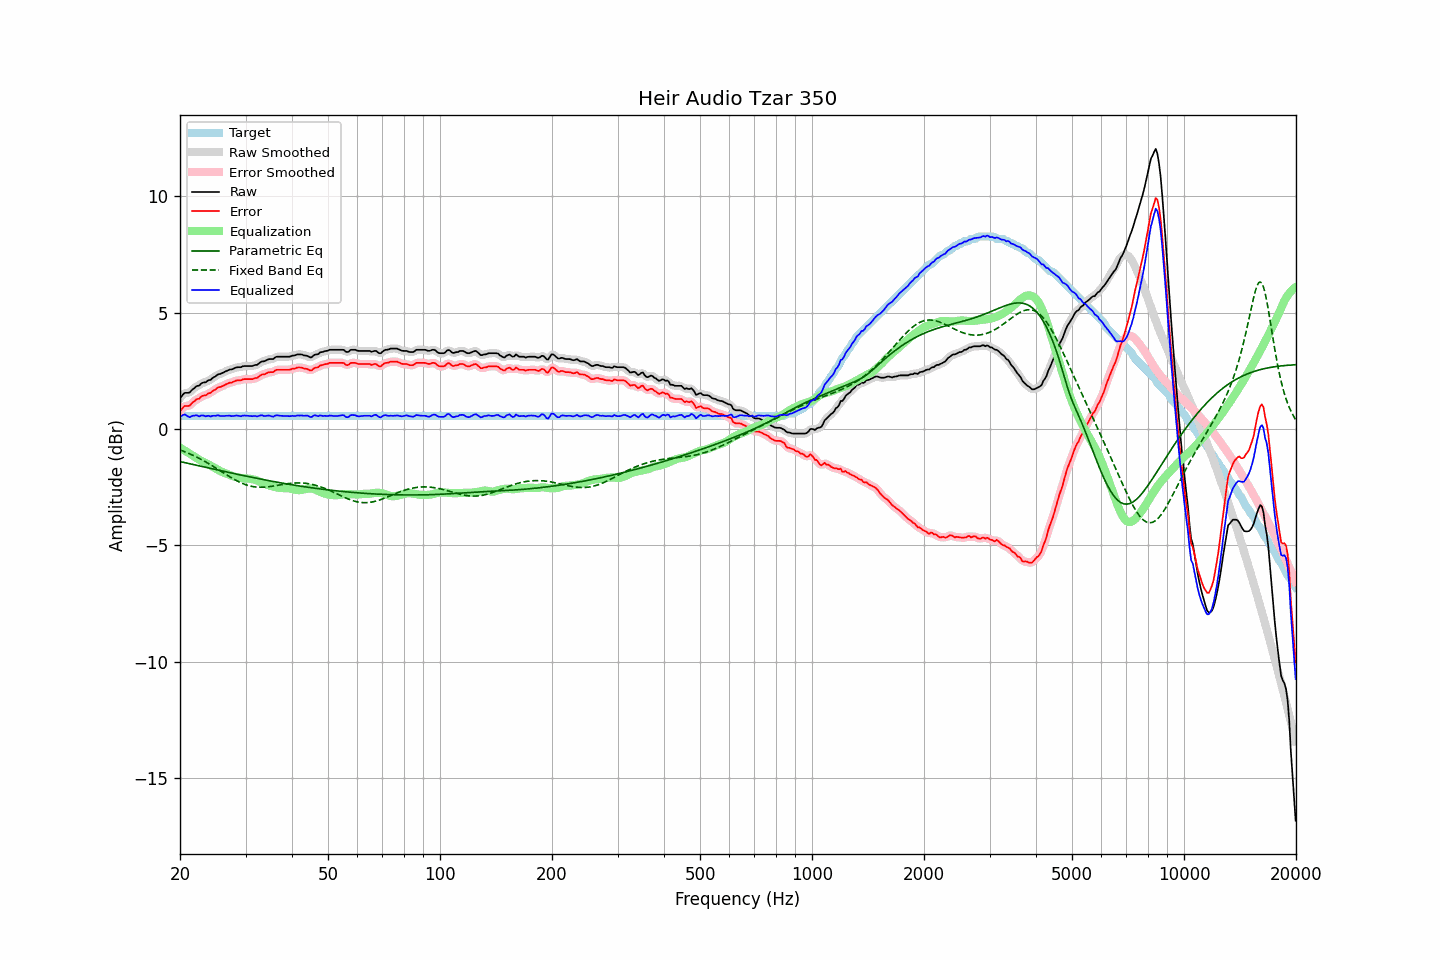 Heir Audio Tzar 350
Target
Raw Smoothed
Error Smoothed
Raw
Error
Equalization
Parametric Eq
Fixed Band Eq
Equalized
10
5
0
−5
−10
−15
Amplitude (dBr)
20
50
100
200
500
1000
2000
5000
10000
20000
Frequency (Hz)